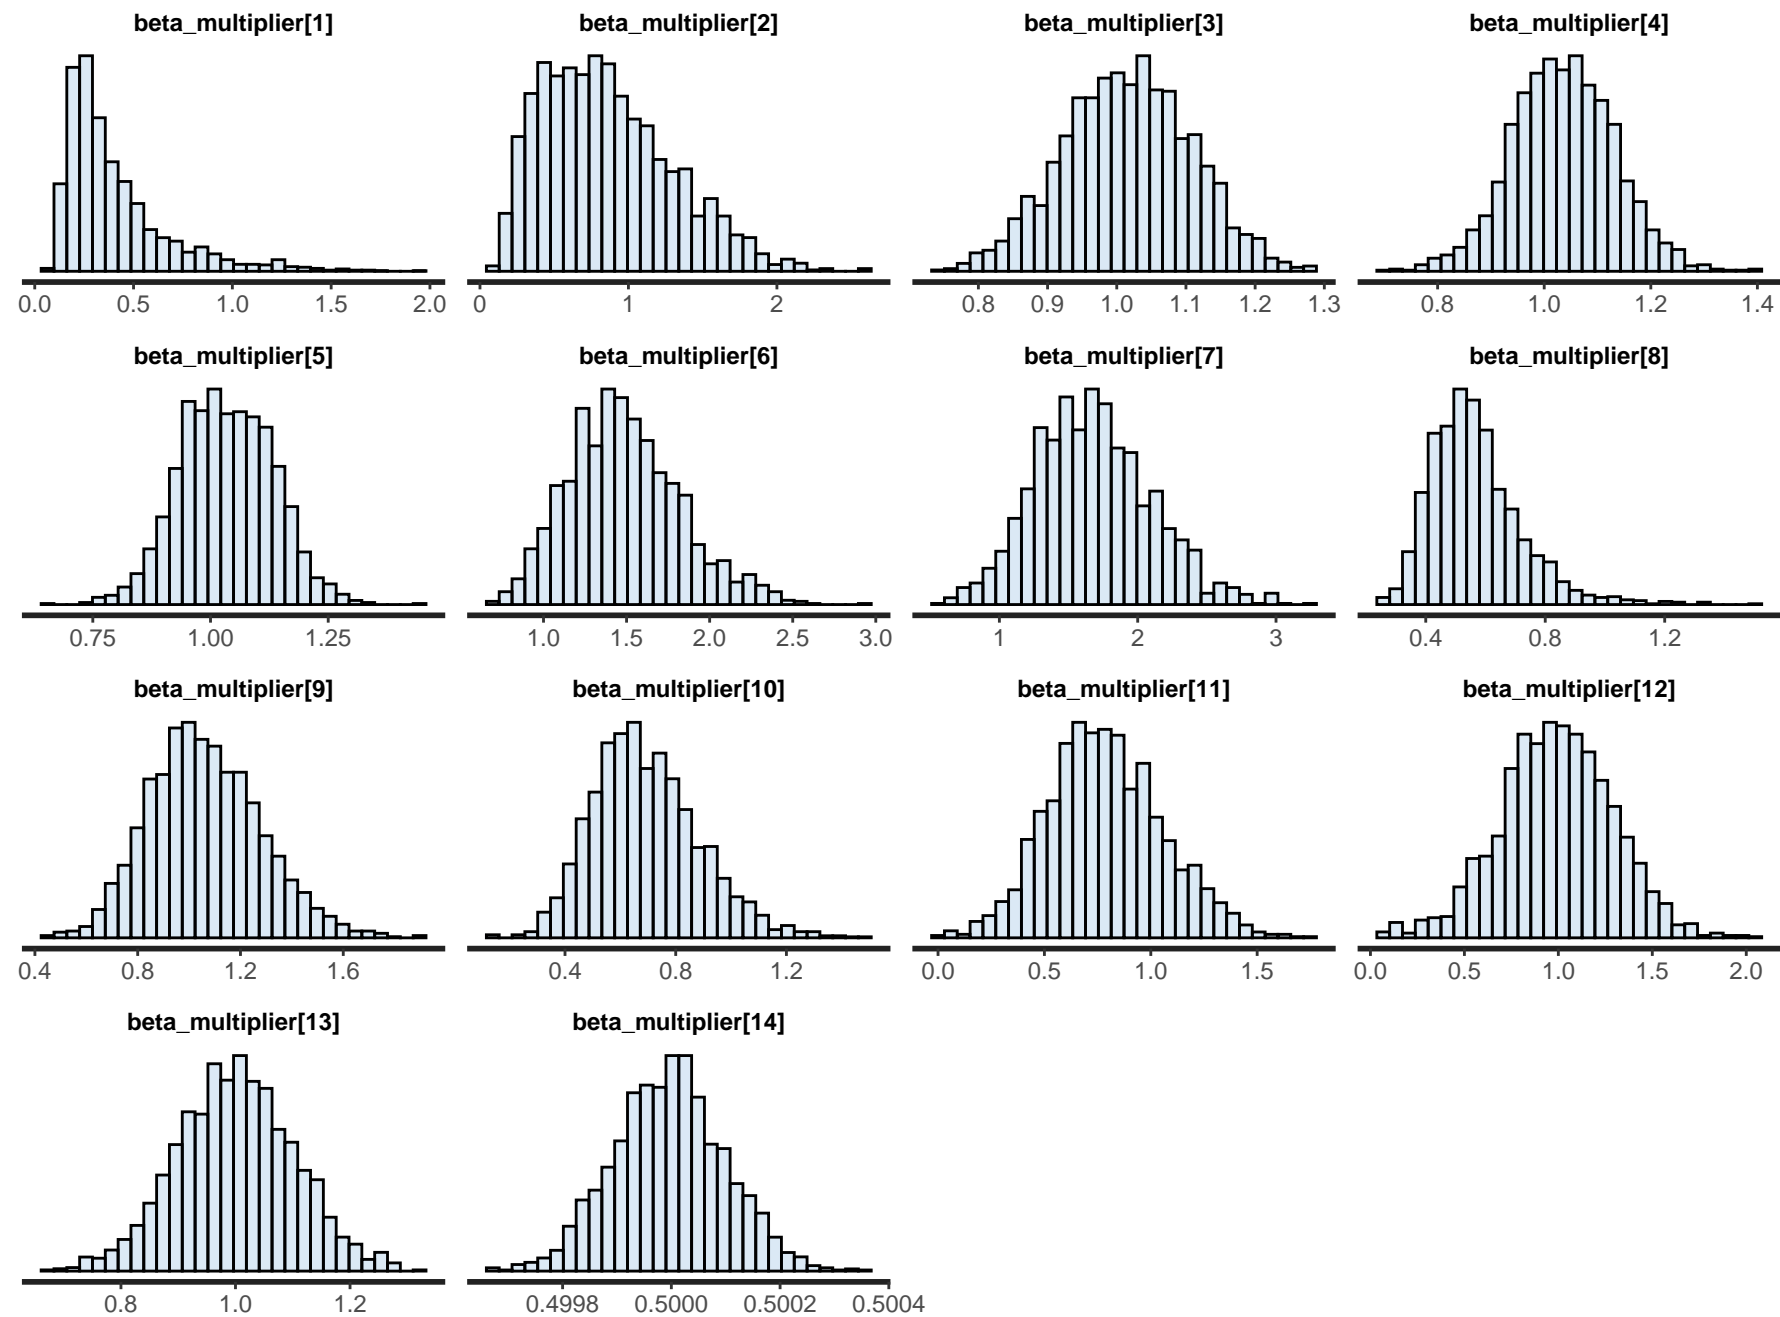 beta_multiplier[1] beta_multiplier[2] beta_multiplier[3] beta_multiplier[4]
0.0 0.5 1.0 1.5 2.0 0 1 2 0.8 0.9 1.0 1.1 1.2 1.3 0.8 1.0 1.2 1.4
beta_multiplier[5] beta_multiplier[6] beta_multiplier[7] beta_multiplier[8]
0.75 1.00 1.25 1.0 1.5 2.0 2.5 3.0 1 2 3 0.4 0.8 1.2
beta_multiplier[9] beta_multiplier[10] beta_multiplier[11] beta_multiplier[12]
0.4 0.8 1.2 1.6 0.4 0.8 1.2 0.0 0.5 1.0 1.5 0.0 0.5 1.0 1.5 2.0
beta_multiplier[13] beta_multiplier[14]
0.8 1.0 1.2 0.4998 0.5000 0.5002 0.5004